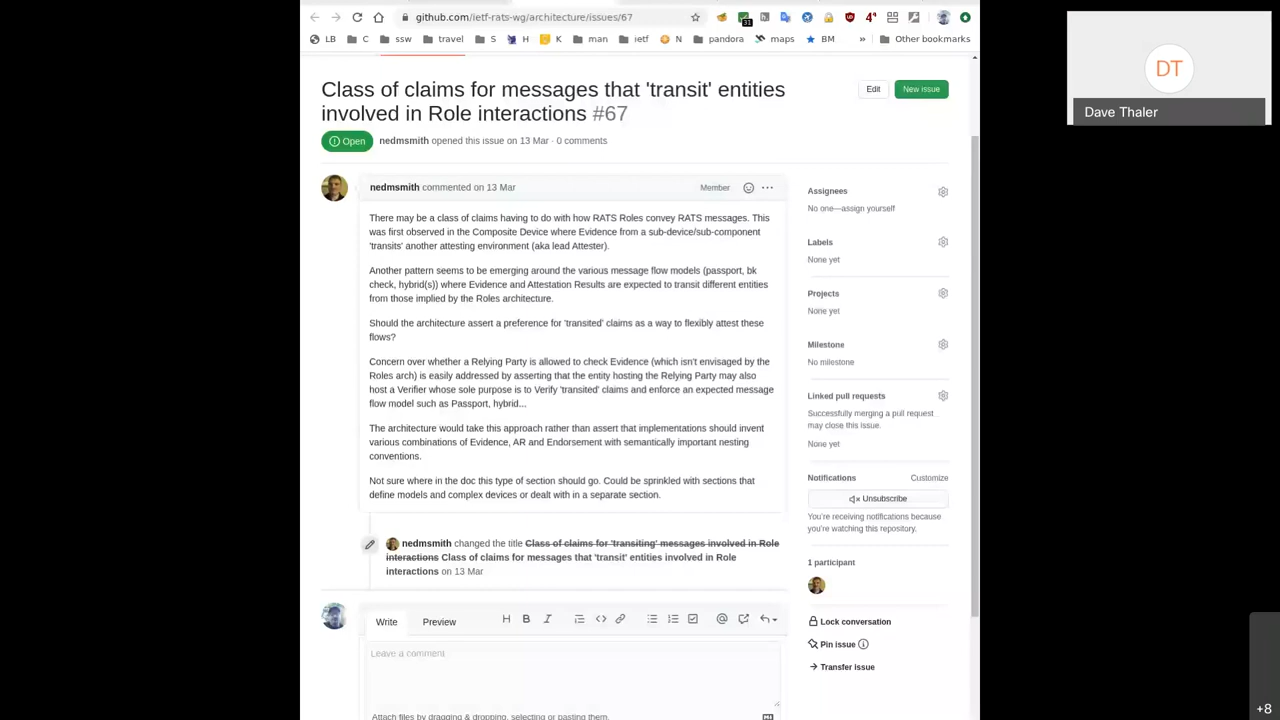 github.com/ietf-rats-wg/architecture/issues/67
31
LB C ssw travel S H K man ietf N pandora maps BM » Other bookmarks
Class of claims for messages that 'transit' entities
involved in Role interactions #67
Edit
New issue
Open nedmsmith opened this issue on 13 Mar · 0 comments
nedmsmith commented on 13 Mar
Member
There may be a class of claims having to do with how RATS Roles convey RATS messages. This
was first observed in the Composite Device where Evidence from a sub-device/sub-component
'transits' another attesting environment (aka lead Attester).
Another pattern seems to be emerging around the various message flow models (passport, bk
check, hybrid(s)) where Evidence and Attestation Results are expected to transit different entities
from those implied by the Roles architecture.
Should the architecture assert a preference for 'transited' claims as a way to flexibly attest these
flows?
Concern over whether a Relying Party is allowed to check Evidence (which isn't envisaged by the
Roles arch) is easily addressed by asserting that the entity hosting the Relying Party may also
host a Verifier whose sole purpose is to Verify 'transited' claims and enforce an expected message
flow model such as Passport, hybrid...
The architecture would take this approach rather than assert that implementations should invent
various combinations of Evidence, AR and Endorsement with semantically important nesting
conventions.
Not sure where in the doc this type of section should go. Could be sprinkled with sections that
define models and complex devices or dealt with in a separate section.
nedmsmith changed the title Class of claims for 'transiting' messages involved in Role
interactions Class of claims for messages that 'transit' entities involved in Role
interactions on 13 Mar
Write
Preview
H B I @
Leave a comment
Attach files by dragging & dropping, selecting or pasting them.
Assignees
No one—assign yourself
Labels
None yet
Projects
None yet
Milestone
No milestone
Linked pull requests
Successfully merging a pull request
may close this issue.
None yet
Notifications
Customize
Unsubscribe
You're receiving notifications because
you're watching this repository.
1 participant
Lock conversation
Pin issue
Transfer issue
DT
Dave Thaler
+8